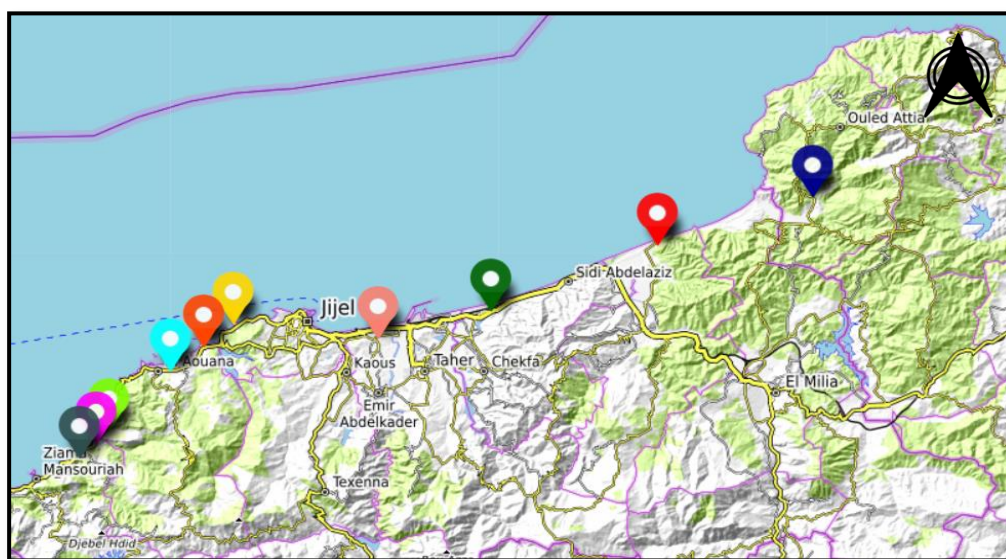 Ouled Attia
Sidi Abdelaziz
Jijel
Aouana
Kaous
Taher
Chekfa
El Milia
Emir
Abdelkader
Ziama
Mansouriah
Texenna
Djebel Hdid